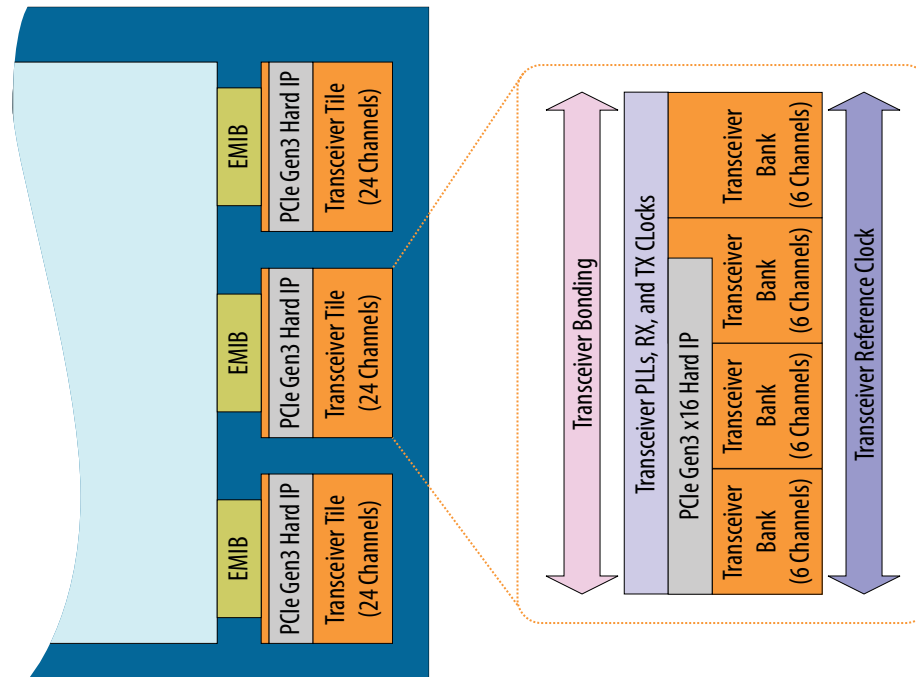 EMIB
PCIe Gen3 Hard IP
Transceiver Tile
(24 Channels)
EMIB
PCIe Gen3 Hard IP
Transceiver Tile
(24 Channels)
EMIB
PCIe Gen3 Hard IP
Transceiver Tile
(24 Channels)
Transceiver Bonding
Transceiver PLLs, RX, and TX CLocks
PCIe Gen3 x16 Hard IP
Transceiver
Bank
(6 Channels)
Transceiver
Bank
(6 Channels)
Transceiver
Bank
(6 Channels)
Transceiver
Bank
(6 Channels)
Transceiver Reference Clock